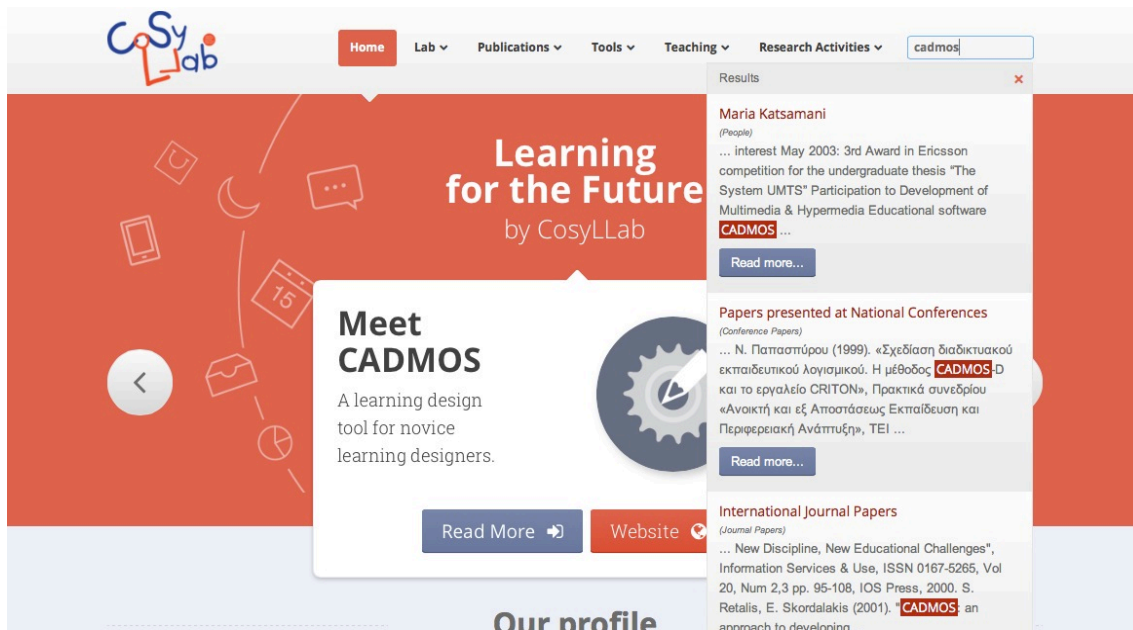 CoSy
LLab
Home
Lab
Publications
Tools
Teaching
Research Activities
cadmos
Learning
for the Future
by CosyLLab
15
Meet
CADMOS
A learning design
tool for novice
learning designers.
Read More
Website
Our profile
Results
Maria Katsamani
(People)
... interest May 2003: 3rd Award in Ericsson
competition for the undergraduate thesis "The
System UMTS" Participation to Development of
Multimedia & Hypermedia Educational software
CADMOS ...
Read more...
Papers presented at National Conferences
(Conference Papers)
... Ν. Παπασπύρου (1999). «Σχεδίαση διαδικτυακού
εκπαιδευτικού λογισμικού. Η μέθοδος CADMOS-D
και το εργαλείο CRITON», Πρακτικά συνεδρίου
«Ανοικτή και εξ Αποστάσεως Εκπαίδευση και
Περιφερειακή Ανάπτυξη», ΤΕΙ ...
Read more...
International Journal Papers
(Journal Papers)
... New Discipline, New Educational Challenges",
Information Services & Use, ISSN 0167-5265, Vol
20, Num 2,3 pp. 95-108, IOS Press, 2000. S.
Retalis, E. Skordalakis (2001). "CADMOS: an
approach to developing